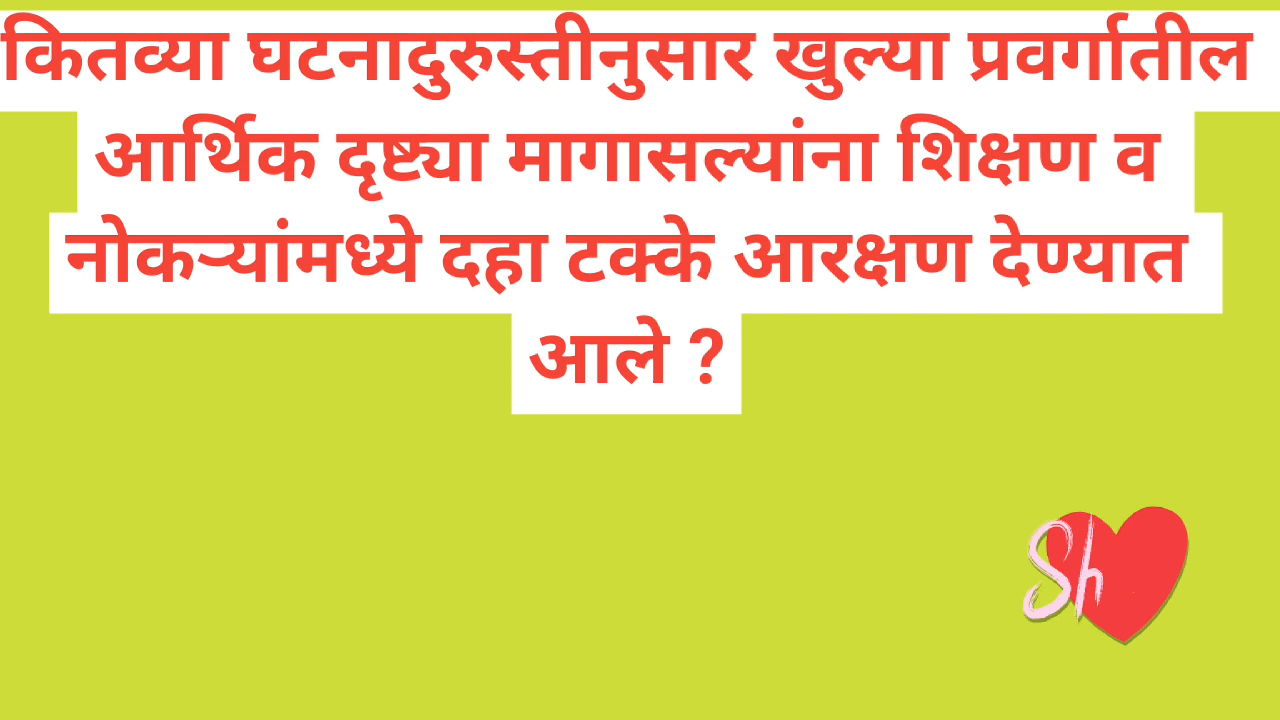 कितव्या घटनादुरुस्तीनुसार खुल्या प्रवर्गातील
आर्थिक दृष्ट्या मागासल्यांना शिक्षण व
नोकऱ्यांमध्ये दहा टक्के आरक्षण देण्यात
आले ?
Sh